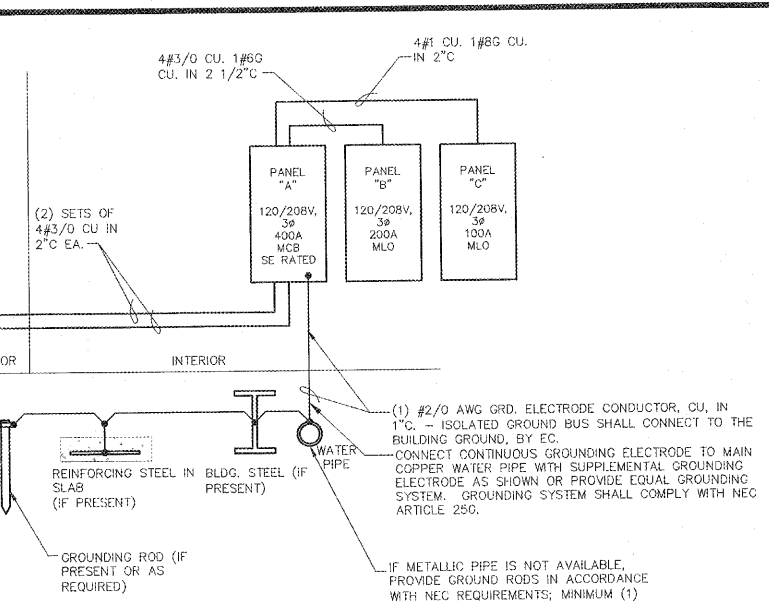 4#3/0 CU. 1#6G
CU. IN 2 1/2"C
4#1 CU. 1#8G CU.
IN 2"C
PANEL
"A"
120/208V,
3ø
400A
MCB
SE RATED
PANEL
"B"
120/208V,
3ø
200A
MLO
PANEL
"C"
120/208V,
3ø
100A
MLO
(2) SETS OF
4#3/0 CU IN
2"C EA.
OR
INTERIOR
(1) #2/0 AWG GRD. ELECTRODE CONDUCTOR, CU, IN
1"C. – ISOLATED GROUND BUS SHALL CONNECT TO THE
BUILDING GROUND, BY EC.
CONNECT CONTINUOUS GROUNDING ELECTRODE TO MAIN
COPPER WATER PIPE WITH SUPPLEMENTAL GROUNDING
ELECTRODE AS SHOWN OR PROVIDE EQUAL GROUNDING
SYSTEM. GROUNDING SYSTEM SHALL COMPLY WITH NEC
ARTICLE 250.
WATER
PIPE
REINFORCING STEEL IN
SLAB
(IF PRESENT)
BLDG. STEEL (IF
PRESENT)
GROUNDING ROD (IF
PRESENT OR AS
REQUIRED)
IF METALLIC PIPE IS NOT AVAILABLE,
PROVIDE GROUND RODS IN ACCORDANCE
WITH NEC REQUIREMENTS; MINIMUM (1)